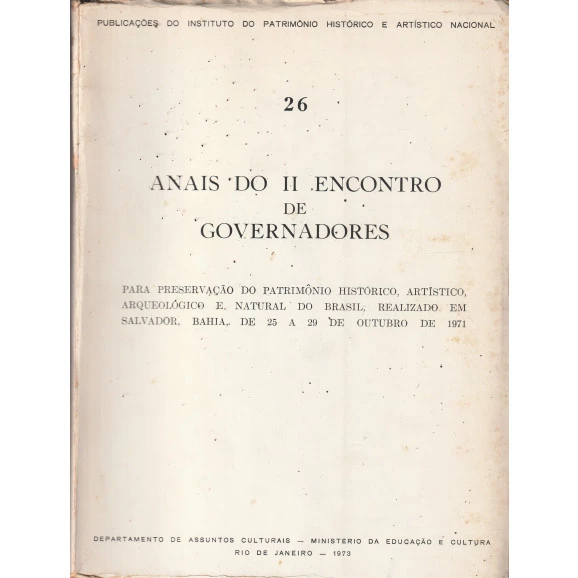 PUBLICAÇÕES DO INSTITUTO DO PATRIMÔNIO HISTÓRICO E ARTÍSTICO NACIONAL
26
ANAIS DO II ENCONTRO
DE
GOVERNADORES
PARA PRESERVAÇÃO DO PATRIMÔNIO HISTÓRICO, ARTÍSTICO,
ARQUEOLÓGICO E NATURAL DO BRASIL, REALIZADO EM
SALVADOR, BAHIA, DE 25 A 29 DE OUTUBRO DE 1971
DEPARTAMENTO DE ASSUNTOS CULTURAIS — MINISTÉRIO DA EDUCAÇÃO E CULTURA
RIO DE JANEIRO — 1973